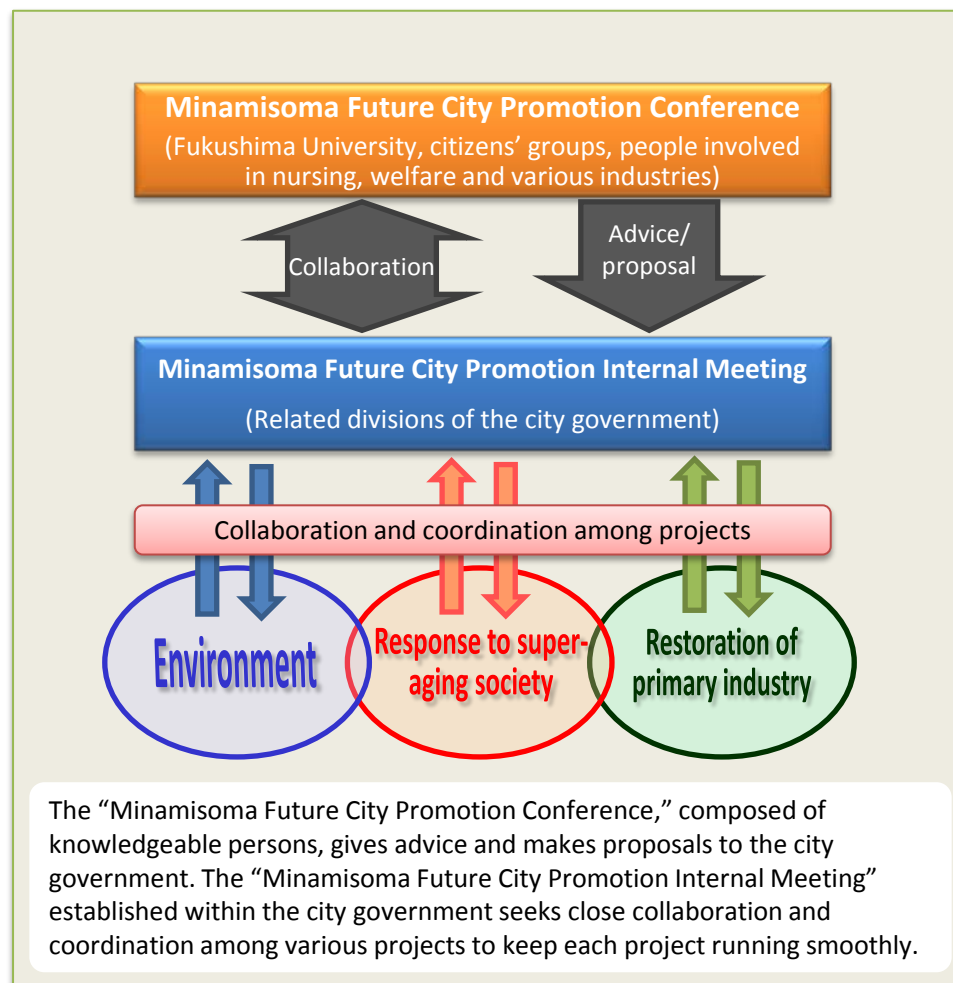 Minamisoma Future City Promotion Conference
(Fukushima University, citizens’ groups, people involved
in nursing, welfare and various industries)
Collaboration
Advice/
proposal
Minamisoma Future City Promotion Internal Meeting
(Related divisions of the city government)
Collaboration and coordination among projects
Environment
Response to super-
aging society
Restoration of
primary industry
The “Minamisoma Future City Promotion Conference,” composed of
knowledgeable persons, gives advice and makes proposals to the city
government. The “Minamisoma Future City Promotion Internal Meeting”
established within the city government seeks close collaboration and
coordination among various projects to keep each project running smoothly.